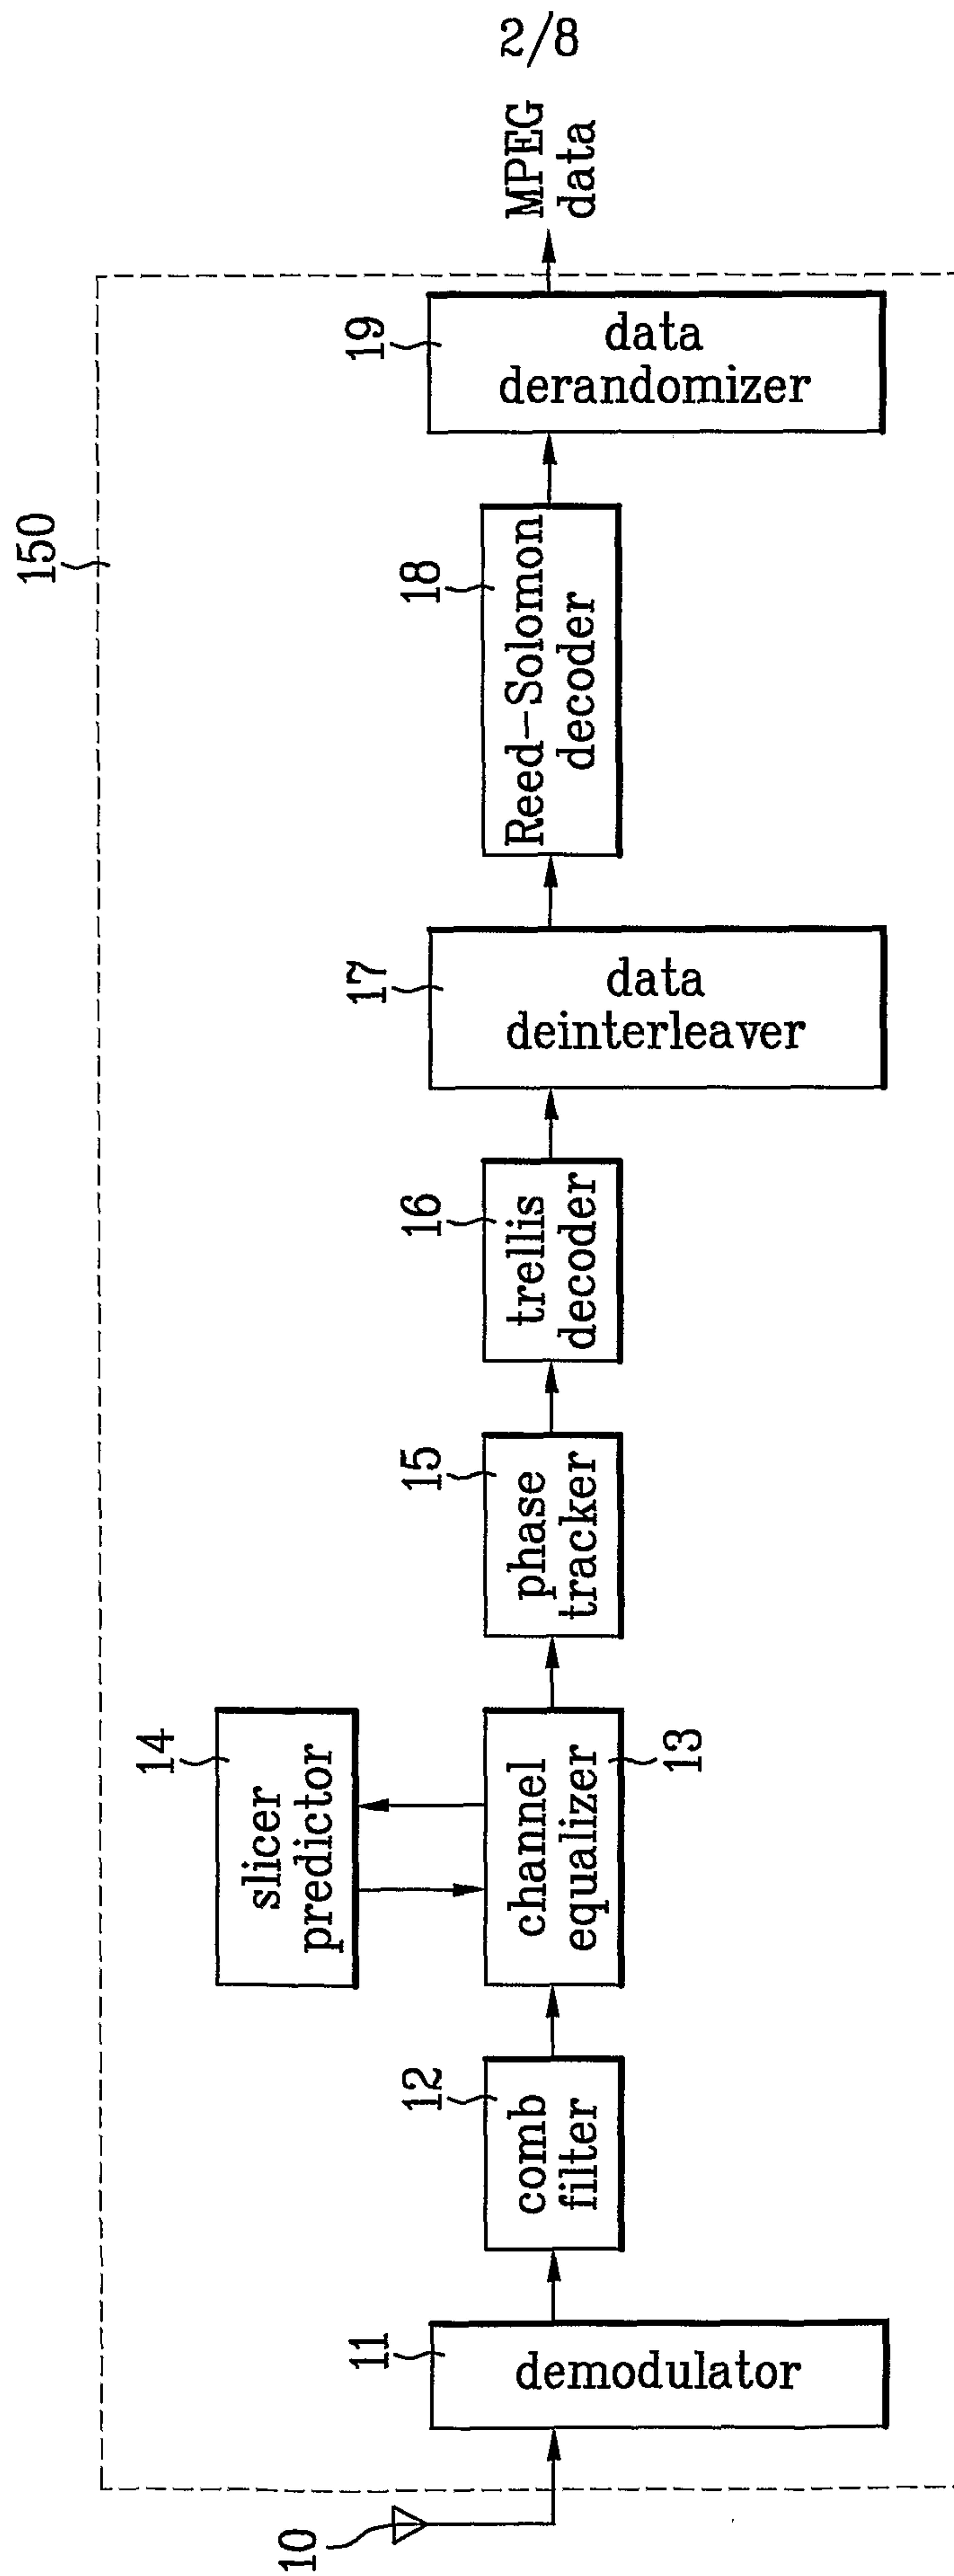 2/8
150
10
11
demodulator
12
comb
filter
14
slicer
predictor
channel
equalizer
13
15
phase
tracker
16
trellis
decoder
17
data
deinterleaver
18
Reed-Solomon
decoder
19
data
derandomizer
MPEG
data